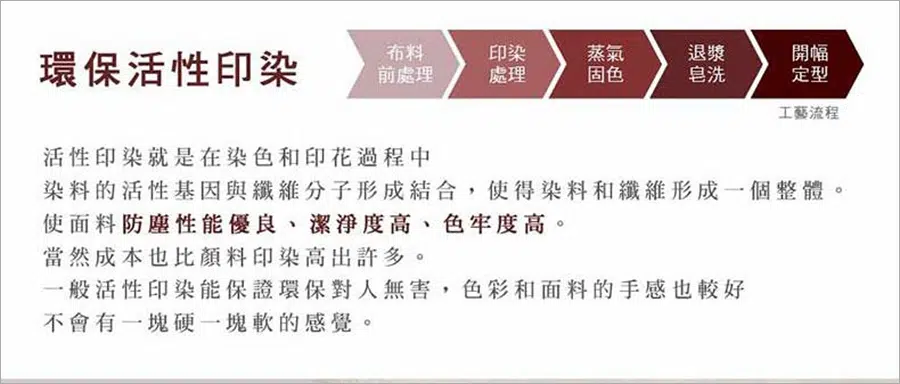 環保活性印染
布料
前處理
印染
處理
蒸氣
固色
退漿
皂洗
開幅
定型
工藝流程
活性印染就是在染色和印花過程中
染料的活性基因與纖維分子形成結合，使得染料和纖維形成一個整體。
使面料防塵性能優良、潔淨度高、色牢度高。
當然成本也比顏料印染高出許多。
一般活性印染能保證環保對人無害，色彩和面料的手感也較好
不會有一塊硬一塊軟的感覺。